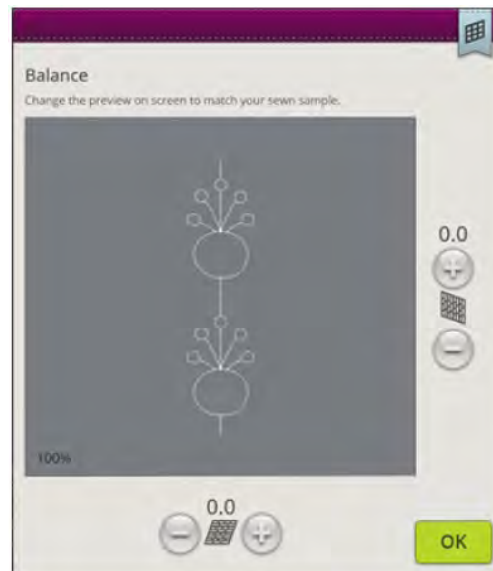 Balance
Change the preview on screen to match your sewn sample.
0.0
100%
0.0
OK